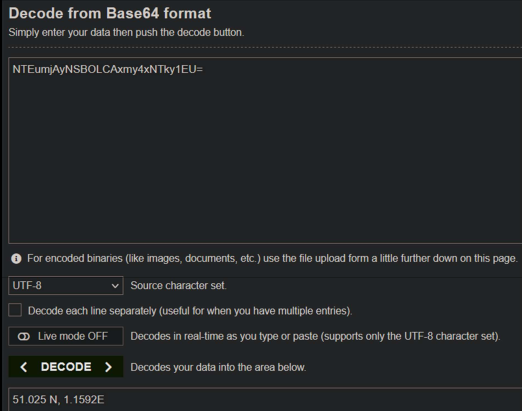 Decode from Base64 format
Simply enter your data then push the decode button.
NTEumjAyNSBOLCAxmy4xNTky1EU=
For encoded binaries (like images, documents, etc.) use the file upload form a little further down on this page.
UTF-8 Source character set.
Decode each line separately (useful for when you have multiple entries).
Live mode OFF Decodes in real-time as you type or paste (supports only the UTF-8 character set).
< DECODE > Decodes your data into the area below.
51.025 N, 1.1592E